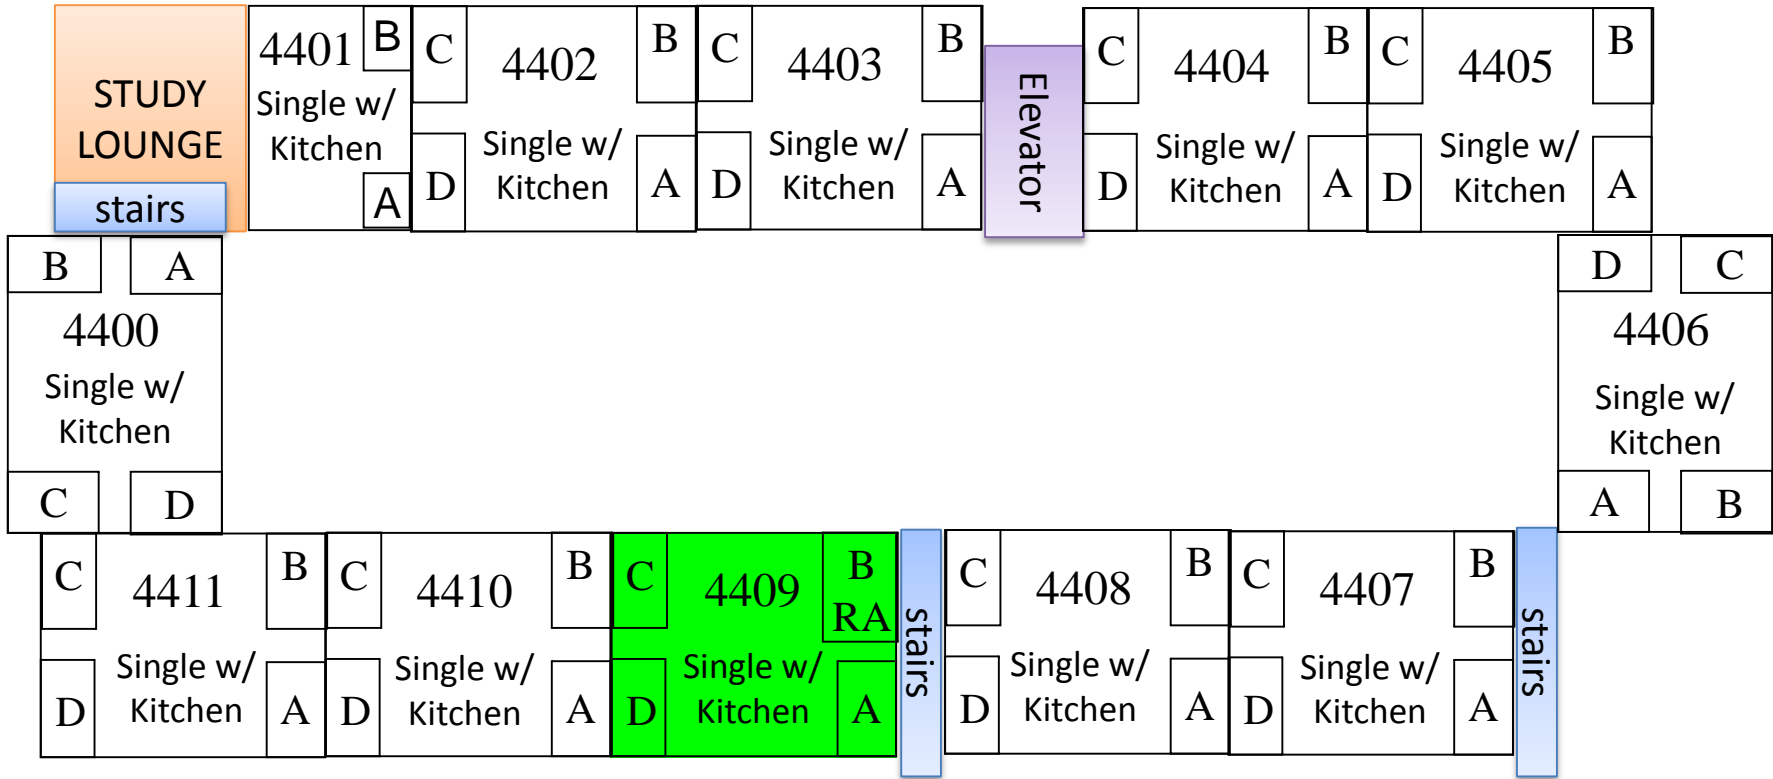 STUDY
LOUNGE
stairs
4401
B
Single w/
Kitchen
A
C
4402
B
Single w/
Kitchen
D
A
C
4403
B
Single w/
Kitchen
D
A
Elevator
C
4404
B
Single w/
Kitchen
D
A
C
4405
B
Single w/
Kitchen
D
A
B
A
4400
Single w/
Kitchen
C
D
D
C
4406
Single w/
Kitchen
A
B
C
4411
B
Single w/
Kitchen
D
A
C
4410
B
Single w/
Kitchen
D
A
C
4409
B
RA
Single w/
Kitchen
D
A
stairs
C
4408
B
Single w/
Kitchen
D
A
C
4407
B
Single w/
Kitchen
D
A
stairs